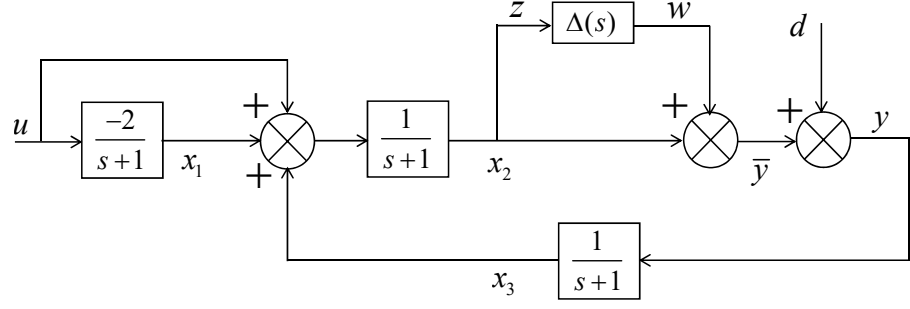 z
Δ(s)
w
d
+
+
+
u
-2
s+1
x₁
1
s+1
x₂
y̅
y
+
1
s+1
x₃